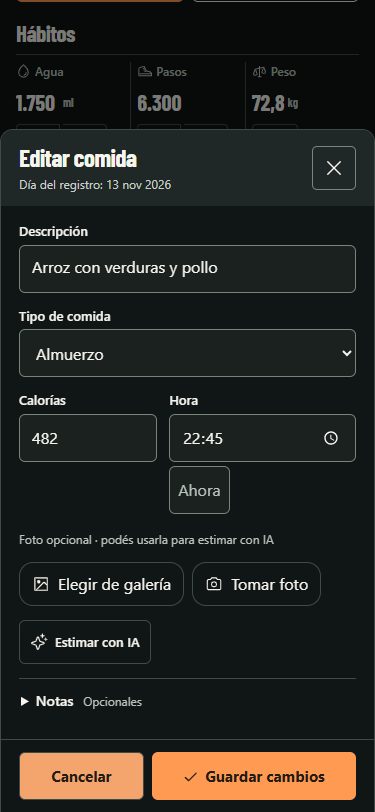 Hábitos
Agua
Pasos
Peso
1.750 ml
6.300
72,8 kg
Editar comida
Día del registro: 13 nov 2026
Descripción
Arroz con verduras y pollo
Tipo de comida
Almuerzo
Calorías
Hora
482
22:45
Ahora
Foto opcional · podés usarla para estimar con IA
Elegir de galería
Tomar foto
Estimar con IA
Notas Opcionales
Cancelar
Guardar cambios